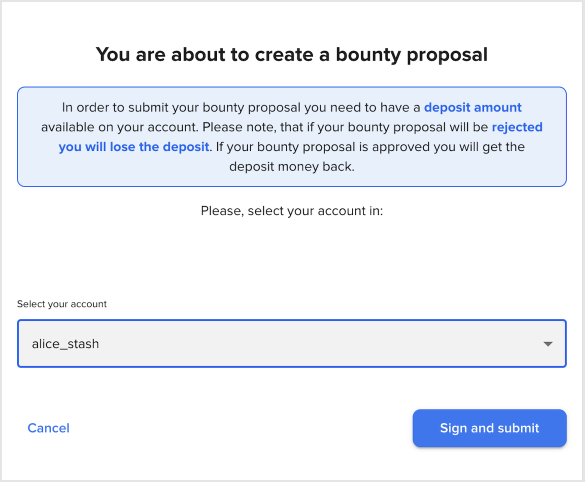 You are about to create a bounty proposal
In order to submit your bounty proposal you need to have a deposit amount
available on your account. Please note, that if your bounty proposal will be rejected
you will lose the deposit. If your bounty proposal is approved you will get the
deposit money back.
Please, select your account in:
Select your account
alice_stash
Cancel
Sign and submit